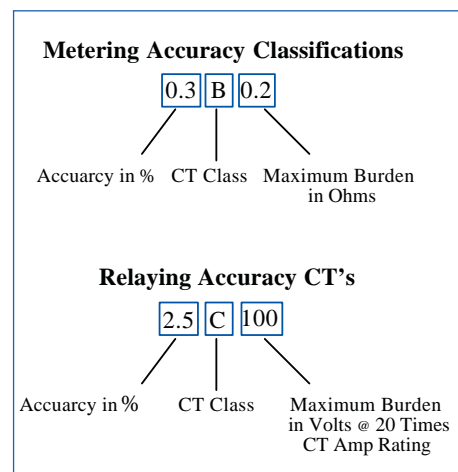 Metering Accuracy Classifications
0.3 B 0.2
Accuarcy in % CT Class Maximum Burden
in Ohms
Relaying Accuracy CT's
2.5 C 100
Accuarcy in % CT Class Maximum Burden
in Volts @ 20 Times
CT Amp Rating